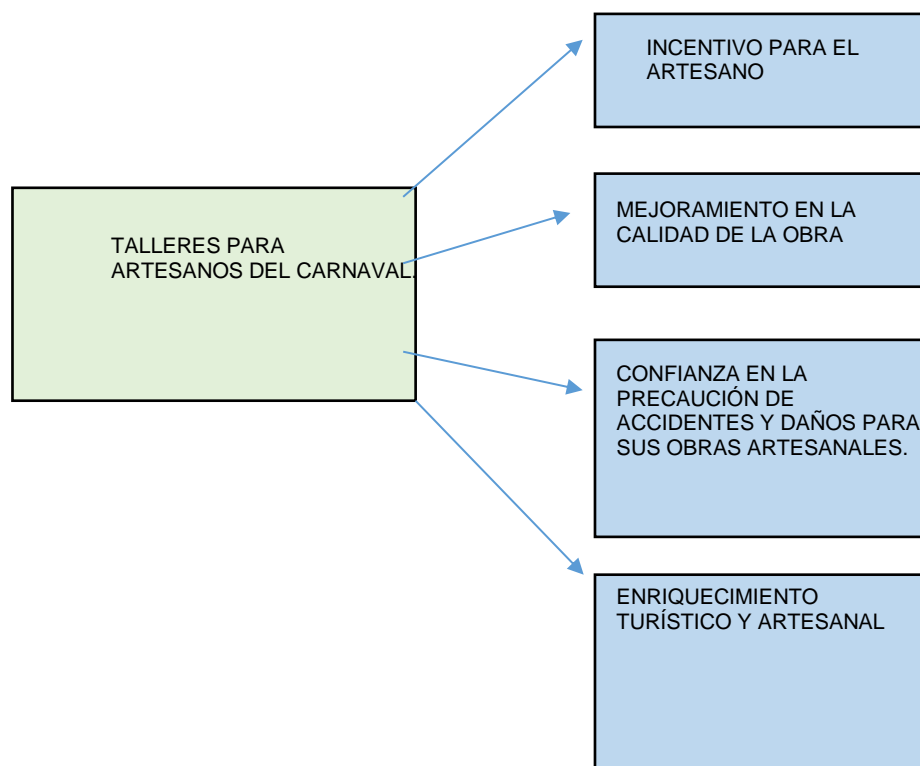 INCENTIVO PARA EL
ARTESANO
TALLERES PARA
ARTESANOS DEL CARNAVAL.
MEJORAMIENTO EN LA
CALIDAD DE LA OBRA
CONFIANZA EN LA
PRECAUCIÓN DE
ACCIDENTES Y DAÑOS PARA
SUS OBRAS ARTESANALES.
ENRIQUECIMIENTO
TURÍSTICO Y ARTESANAL